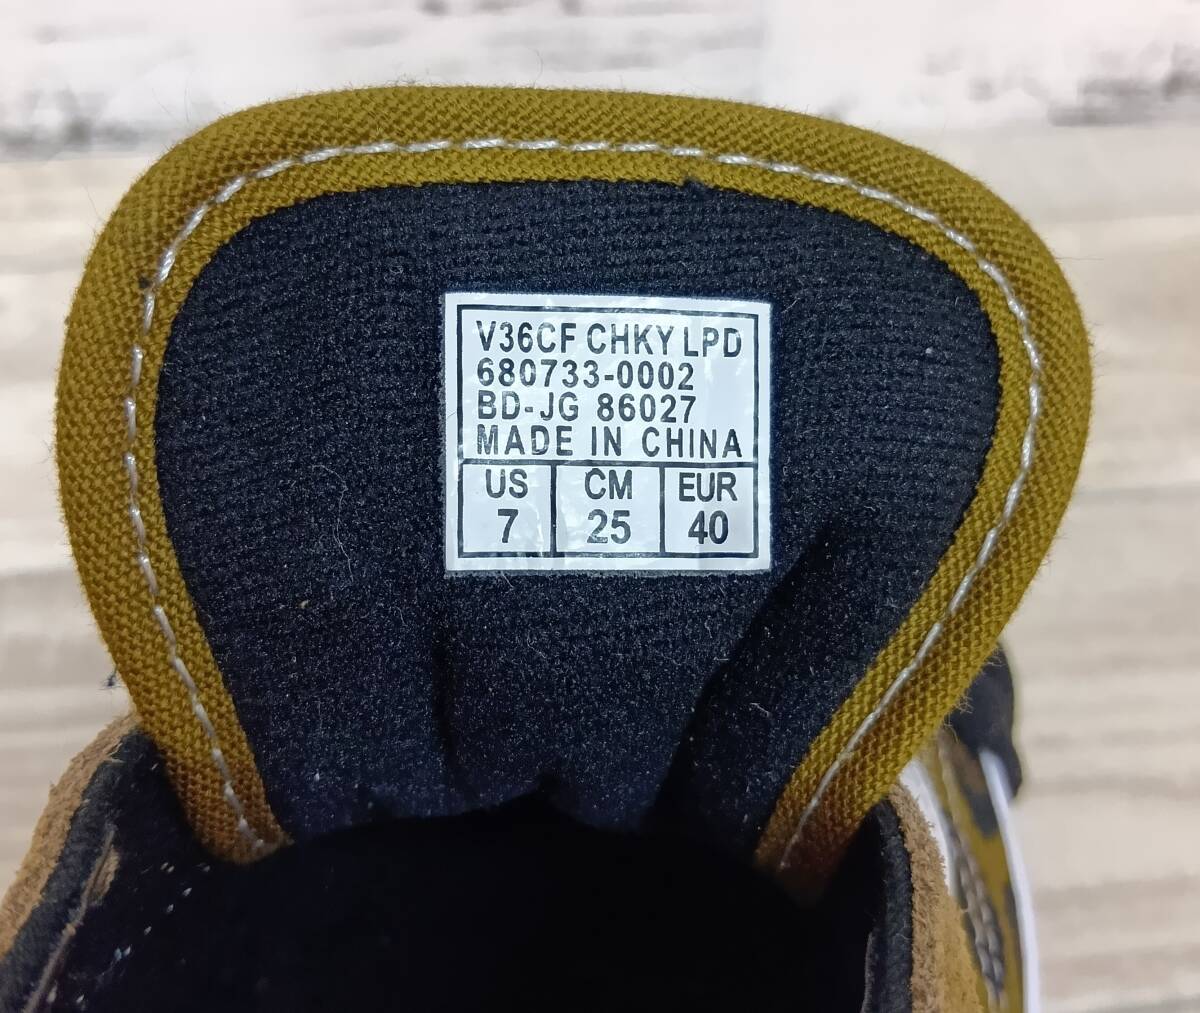 V36CF CHKY LPD
680733-0002
BD-JG 86027
MADE IN CHINA
US CM EUR
7 25 40